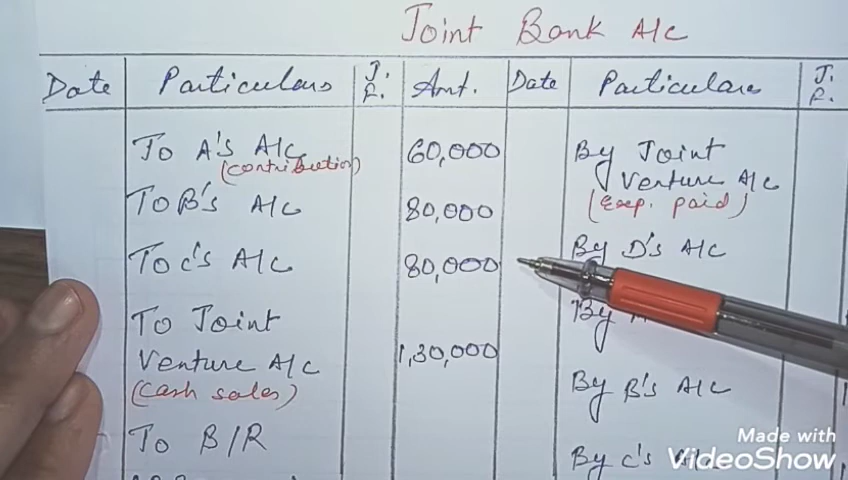 Joint Bank A/C
Date Particulars J. F. Amt. Date Particulars J. F.
To A's A/C 60,000
(contribution)
To B's A/C 80,000
To C's A/C 80,000
To Joint
Venture A/C 1,30,000
(Cash sales)
To B/R
By Joint
Venture A/C
(Exp. paid)
By D's A/C
By
By B's A/C
By C's A/C
Made with
VideoShow